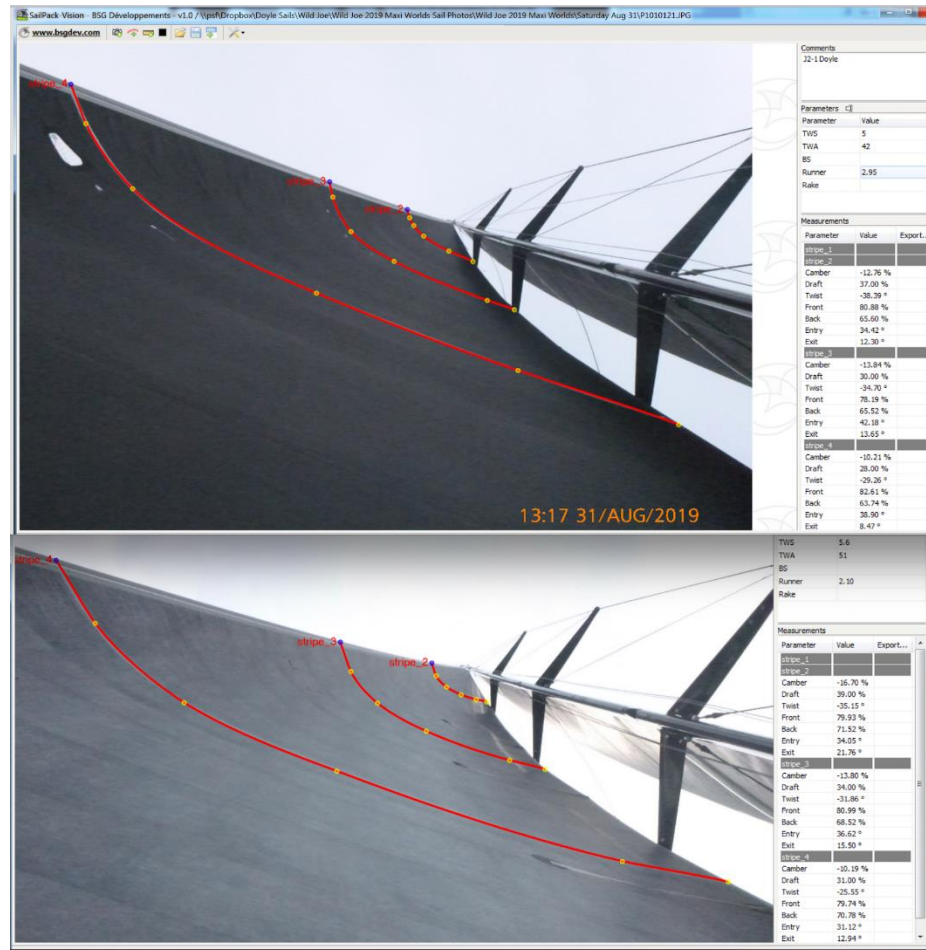 SailPack Vision - BSG Développements - v1.0 / \\psf\Dropbox\Doyle Sails\Wild Joe\Wild Joe 2019 Maxi Worlds Sail Photos\Wild Joe 2019 Maxi Worlds\Saturday Aug 31\P1010121.JPG
www.bsgdev.com
Comments
J2-1 Doyle
Parameters
Parameter Value
TWS 5
TWA 42
BS
Runner 2.95
Rake
Measurements
Parameter Value Export...
stripe_1
stripe_2
Camber -12.76 %
Draft 37.00 %
Twist -38.39 °
Front 80.88 %
Back 65.60 %
Entry 34.42 °
Exit 12.30 °
stripe_3
Camber -13.84 %
Draft 30.00 %
Twist -34.70 °
Front 78.19 %
Back 65.52 %
Entry 42.18 °
Exit 13.65 °
stripe_4
Camber -10.21 %
Draft 28.00 %
Twist -29.26 °
Front 82.61 %
Back 63.74 %
Entry 38.90 °
Exit 8.47 °
stripe_4
stripe_3
stripe_2
13:17 31/AUG/2019
TWS 5.6
TWA 51
BS
Runner 2.10
Rake
Measurements
Parameter Value Export...
stripe_1
stripe_2
Camber -16.70 %
Draft 39.00 %
Twist -35.15 °
Front 79.93 %
Back 71.52 %
Entry 34.05 °
Exit 21.76 °
stripe_3
Camber -13.80 %
Draft 34.00 %
Twist -31.86 °
Front 80.99 %
Back 68.52 %
Entry 36.62 °
Exit 15.50 °
stripe_4
Camber -10.19 %
Draft 31.00 %
Twist -25.55 °
Front 79.74 %
Back 70.78 %
Entry 31.12 °
Exit 12.94 °
stripe_4
stripe_3
stripe_2